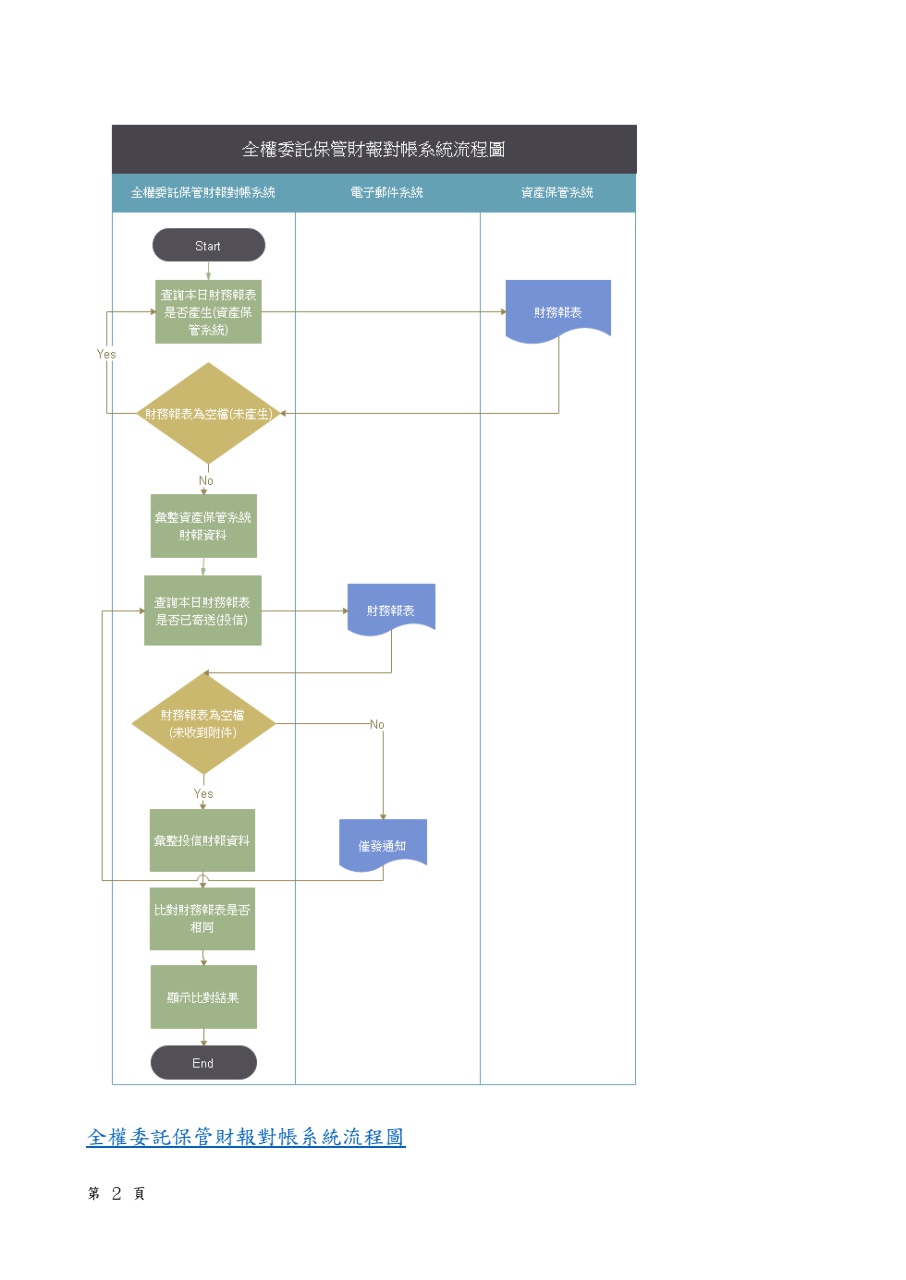 全權委託保管財報對帳系統流程圖
全權委託保管財報對帳系統
電子郵件系統
資產保管系統
Start
查詢本日財務報表
是否產生(資產保
管系統)
財務報表
Yes
財務報表為空檔(未產生)
No
彙整資產保管系統
財報資料
查詢本日財務報表
是否已寄送(投信)
財務報表
財務報表為空檔
(未收到附件)
No
Yes
彙整投信財報資料
催發通知
比對財務報表是否
相同
顯示比對結果
End
全權委託保管財報對帳系統流程圖
第 2 頁